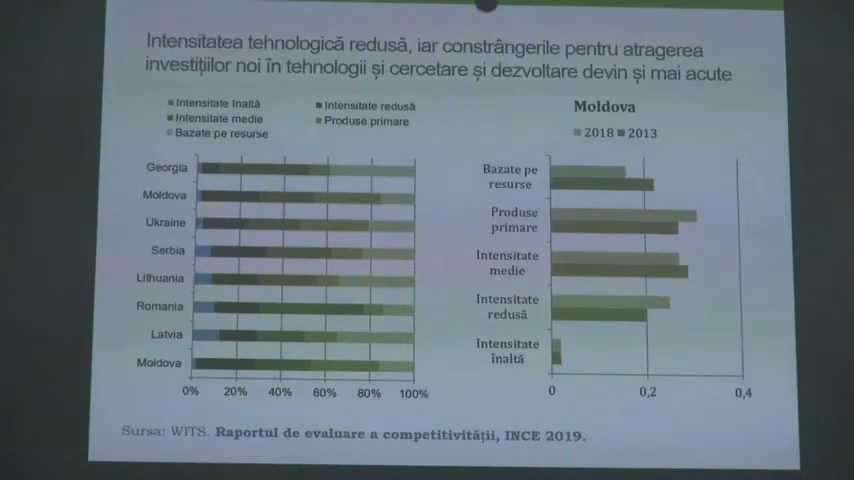 Intensitatea tehnologică redusă, iar constrângerile pentru atragerea
investițiilor noi în tehnologii și cercetare și dezvoltare devin și mai acute
Intensitate înaltă
Intensitate redusă
Intensitate medie
Produse primare
Bazate pe resurse
Georgia
Moldova
Ukraine
Serbia
Lithuania
Romania
Latvia
Moldova
0% 20% 40% 60% 80% 100%
Moldova
2018 2013
Bazate pe
resurse
Produse
primare
Intensitate
medie
Intensitate
redusă
Intensitate
înaltă
0 0,2 0,4
Sursa: WITS. Raportul de evaluare a competitivității, INCE 2019.